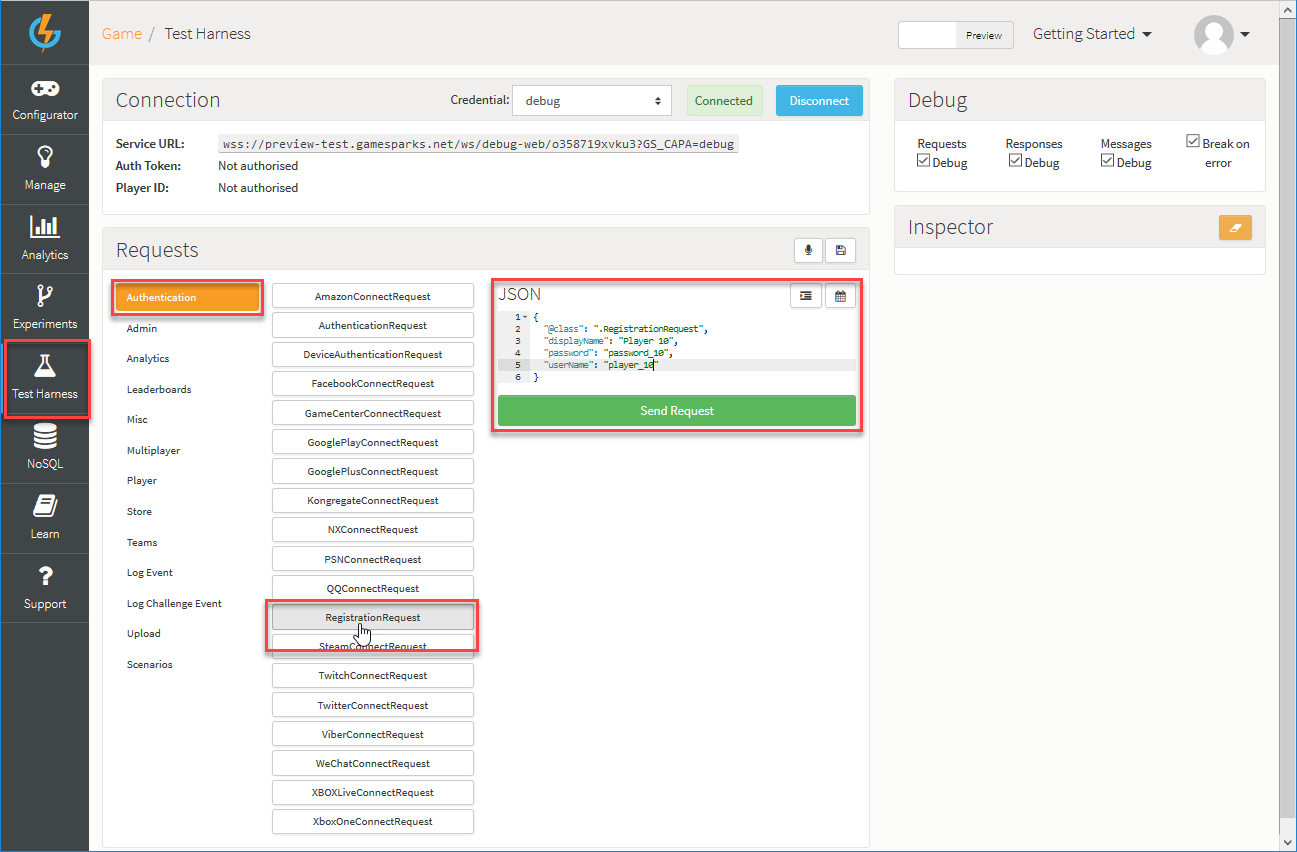 Game / Test Harness
Preview
Getting Started
Configurator
Manage
Analytics
Experiments
Test Harness
NoSQL
Learn
? Support
Connection
Credential: debug
Connected
Disconnect
Service URL: wss://preview-test.gamesparks.net/ws/debug-web/o358719xvku3?GS_CAPA=debug
Auth Token: Not authorised
Player ID: Not authorised
Debug
Requests Responses Messages Break on
Debug Debug Debug error
Inspector
Requests
Authentication
Admin
Analytics
Leaderboards
Misc
Multiplayer
Player
Store
Teams
Log Event
Log Challenge Event
Upload
Scenarios
AmazonConnectRequest
AuthenticationRequest
DeviceAuthenticationRequest
FacebookConnectRequest
GameCenterConnectRequest
GooglePlayConnectRequest
GooglePlusConnectRequest
KongregateConnectRequest
NXConnectRequest
PSNConnectRequest
QQConnectRequest
RegistrationRequest
SteamConnectRequest
TwitchConnectRequest
TwitterConnectRequest
ViberConnectRequest
WeChatConnectRequest
XBOXLiveConnectRequest
XboxOneConnectRequest
JSON
1 {
2 "@class": ".RegistrationRequest",
3 "displayName": "Player 10",
4 "password": "password_10",
5 "userName": "player_10"
6 }
Send Request